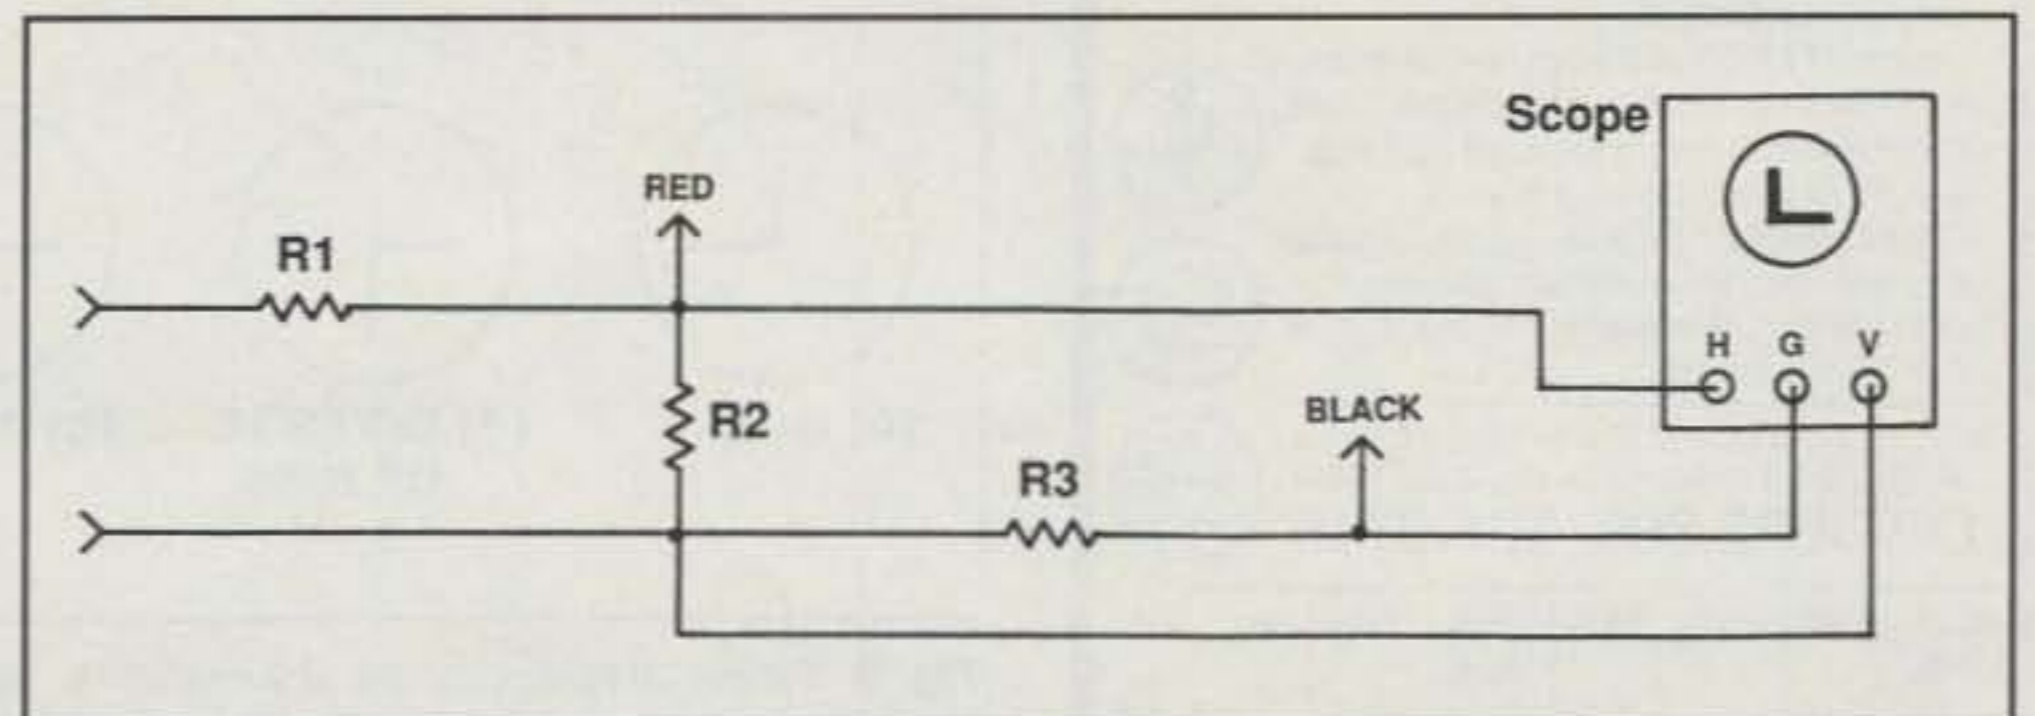 Scope
RED
R1
H G V
BLACK
R2
R3